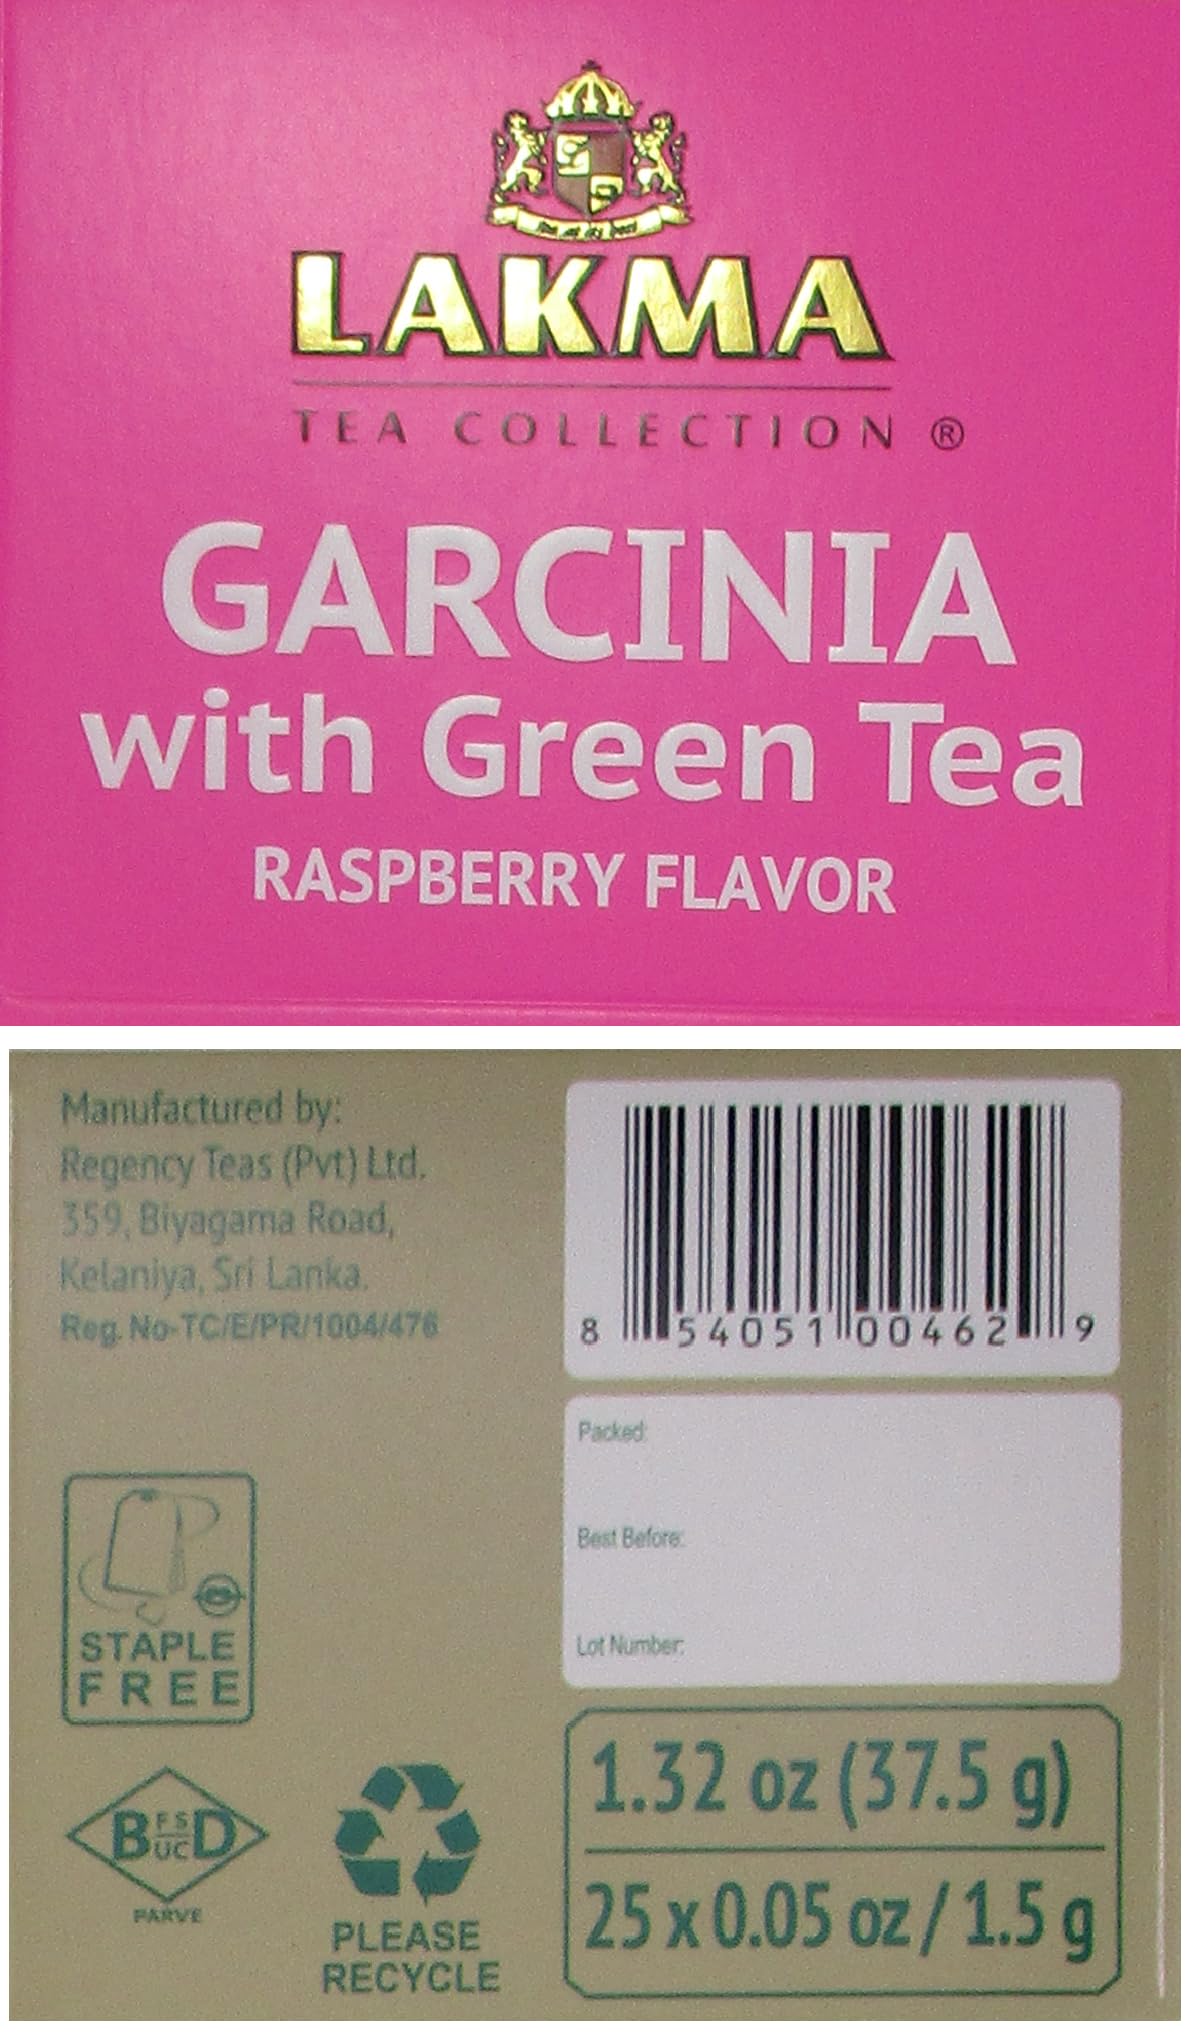 LAKMA
TEA COLLECTION ®
GARCINIA
with Green Tea
RASPBERRY FLAVOR
Manufactured by:
Regency Teas (Pvt) Ltd.
359, Biyagama Road,
Kelaniya, Sri Lanka.
Reg. No-TC/E/PR/1004/476
STAPLE
FREE
B FS UC D
PARVE
PLEASE
RECYCLE
8 54051 00462 9
Packed:
Best Before:
Lot Number:
1.32 oz (37.5 g)
25 x 0.05 oz / 1.5 g